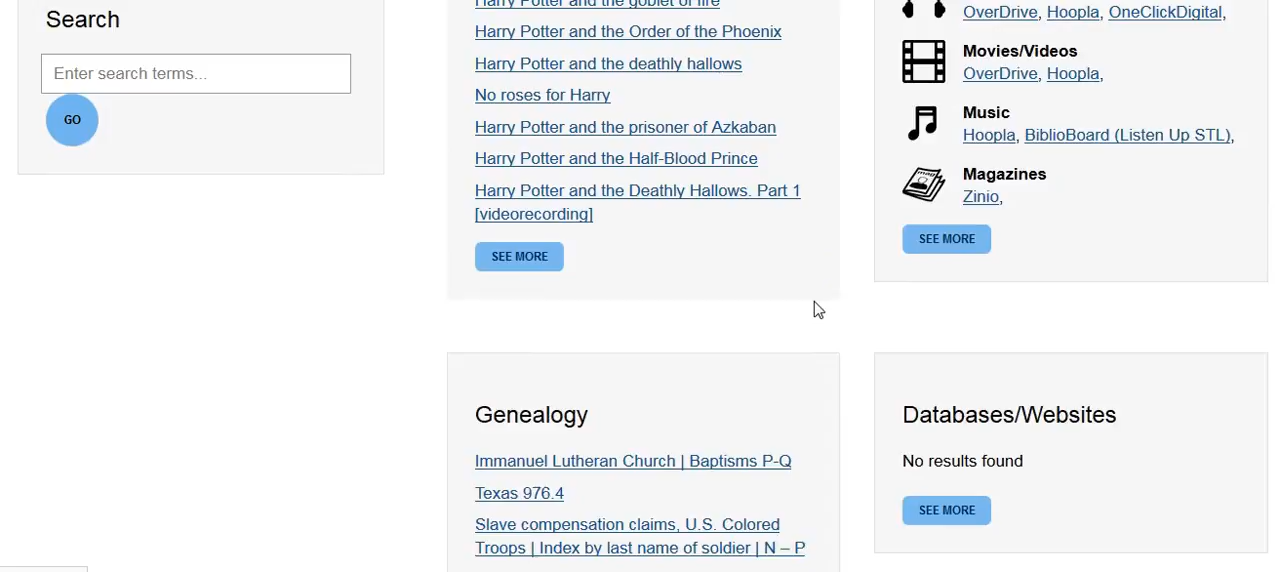 Search
Enter search terms...
GO
Harry Potter and the goblet of fire
Harry Potter and the Order of the Phoenix
Harry Potter and the deathly hallows
No roses for Harry
Harry Potter and the prisoner of Azkaban
Harry Potter and the Half-Blood Prince
Harry Potter and the Deathly Hallows. Part 1
[videorecording]
SEE MORE
OverDrive, Hoopla, OneClickDigital,
Movies/Videos
OverDrive, Hoopla,
Music
Hoopla, BiblioBoard (Listen Up STL),
mag
Magazines
Zinio,
SEE MORE
Genealogy
Immanuel Lutheran Church | Baptisms P-Q
Texas 976.4
Slave compensation claims, U.S. Colored
Troops | Index by last name of soldier | N – P
Databases/Websites
No results found
SEE MORE